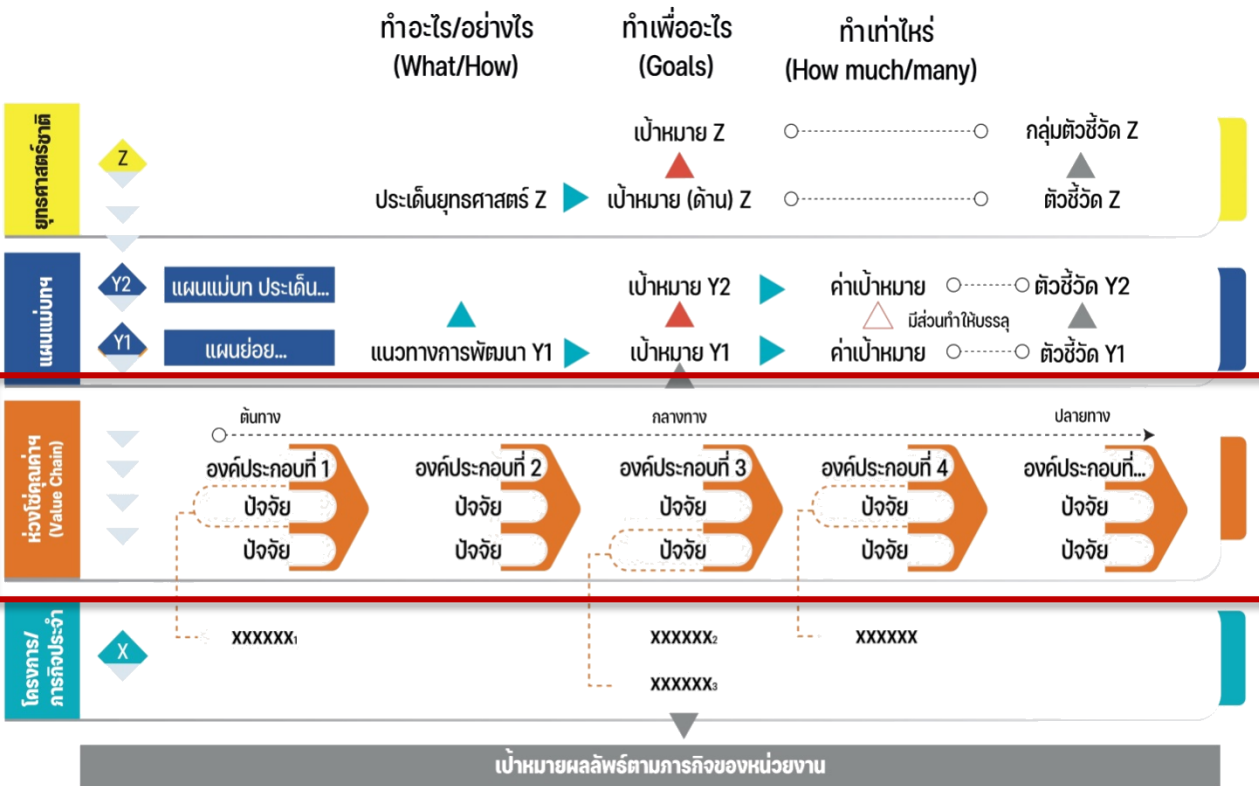 ทำอะไร/อย่างไร
(What/How)
ทำเพื่ออะไร
(Goals)
ทำเท่าไหร่
(How much/many)
ยุทธศาสตร์ชาติ
Z
เป้าหมาย Z
กลุ่มตัวชี้วัด Z
ประเด็นยุทธศาสตร์ Z
เป้าหมาย (ด้าน) Z
ตัวชี้วัด Z
แผนแม่บทฯ
Y2
แผนแม่บท ประเด็น...
เป้าหมาย Y2
ค่าเป้าหมาย
ตัวชี้วัด Y2
มีส่วนทำให้บรรลุ
Y1
แผนย่อย...
แนวทางการพัฒนา Y1
เป้าหมาย Y1
ค่าเป้าหมาย
ตัวชี้วัด Y1
ห่วงโซ่คุณค่าฯ
(Value Chain)
ต้นทาง
กลางทาง
ปลายทาง
องค์ประกอบที่ 1
องค์ประกอบที่ 2
องค์ประกอบที่ 3
องค์ประกอบที่ 4
องค์ประกอบที่...
ปัจจัย
ปัจจัย
ปัจจัย
ปัจจัย
ปัจจัย
ปัจจัย
ปัจจัย
ปัจจัย
ปัจจัย
ปัจจัย
โครงการ/
ภารกิจประจำ
X
XXXXXX₁
XXXXXX₂
XXXXXX
XXXXXX₃
เป้าหมายผลลัพธ์ตามภารกิจของหน่วยงาน